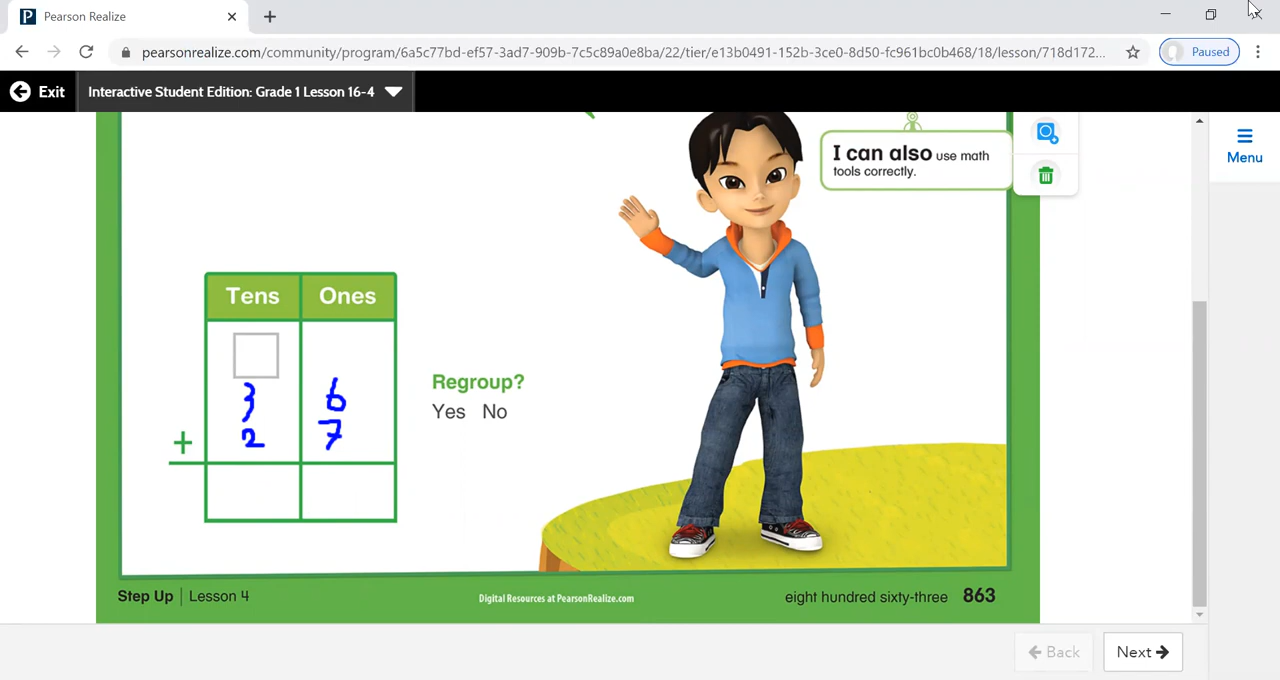 Pearson Realize
pearsonrealize.com/community/program/6a5c77bd-ef57-3ad7-909b-7c5c89a0e8ba/22/tier/e13b0491-152b-3ce0-8d50-fc961bc0b468/18/lesson/718d172...
Paused
Exit
Interactive Student Edition: Grade 1 Lesson 16-4
Menu
I can also use math
tools correctly.
Tens Ones
3 6
+ 2 7
Regroup?
Yes No
Step Up | Lesson 4
Digital Resources at PearsonRealize.com
eight hundred sixty-three 863
Back
Next